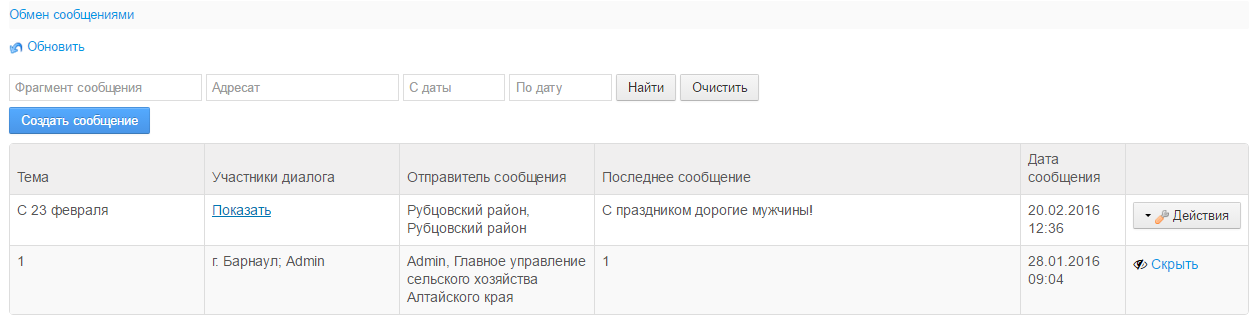 Обмен сообщениями
Обновить
Фрагмент сообщения Адресат С даты По дату Найти Очистить
Создать сообщение
Тема Участники диалога Отправитель сообщения Последнее сообщение Дата сообщения
С 23 февраля Показать Рубцовский район, Рубцовский район С праздником дорогие мужчины! 20.02.2016 12:36 Действия
1 г. Барнаул; Admin Admin, Главное управление сельского хозяйства Алтайского края 1 28.01.2016 09:04 Скрыть